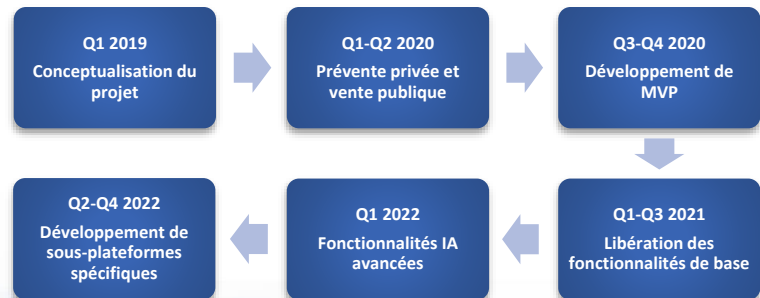 Q1 2019
Conceptualisation du
projet
Q1-Q2 2020
Prévente privée et
vente publique
Q3-Q4 2020
Développement de
MVP
Q1-Q3 2021
Libération des
fonctionnalités de base
Q1 2022
Fonctionnalités IA
avancées
Q2-Q4 2022
Développement de
sous-plateformes
spécifiques